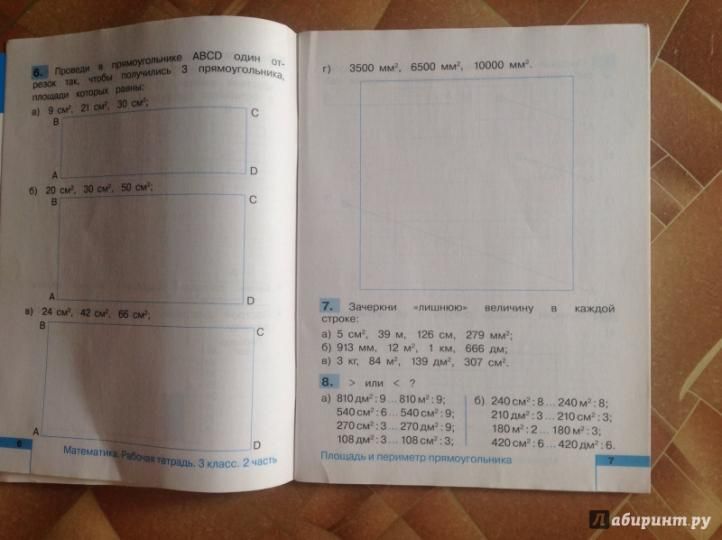 6. Проведи в прямоугольнике ABCD один от-
резок так, чтобы получились 3 прямоугольника,
площади которых равны:
а) 9 см², 21 см², 30 см²;
B C
A D
б) 20 см², 30 см², 50 см²;
B C
A D
в) 24 см², 42 см², 66 см²;
B C
A D
6
Математика. Рабочая тетрадь. 3 класс. 2 часть
г) 3500 мм², 6500 мм², 10000 мм².
7. Зачеркни «лишнюю» величину в каждой
строке:
а) 5 см², 39 м, 126 см, 279 мм²;
б) 913 мм, 12 м², 1 км, 666 дм;
в) 3 кг, 84 м², 139 дм², 307 см².
8. > или < ?
а) 810 дм² : 9 ... 810 м² : 9;
540 см² : 6 ... 540 см² : 9;
270 см² : 3 ... 270 дм² : 9;
108 дм² : 3 ... 108 см² : 3;
б) 240 см² : 8 ... 240 м² : 8;
210 дм² : 3 ... 210 см² : 3;
180 м² : 2 ... 180 м² : 3;
420 см² : 6 ... 420 дм² : 6.
Площадь и периметр прямоугольника
7
Лабиринт.ру